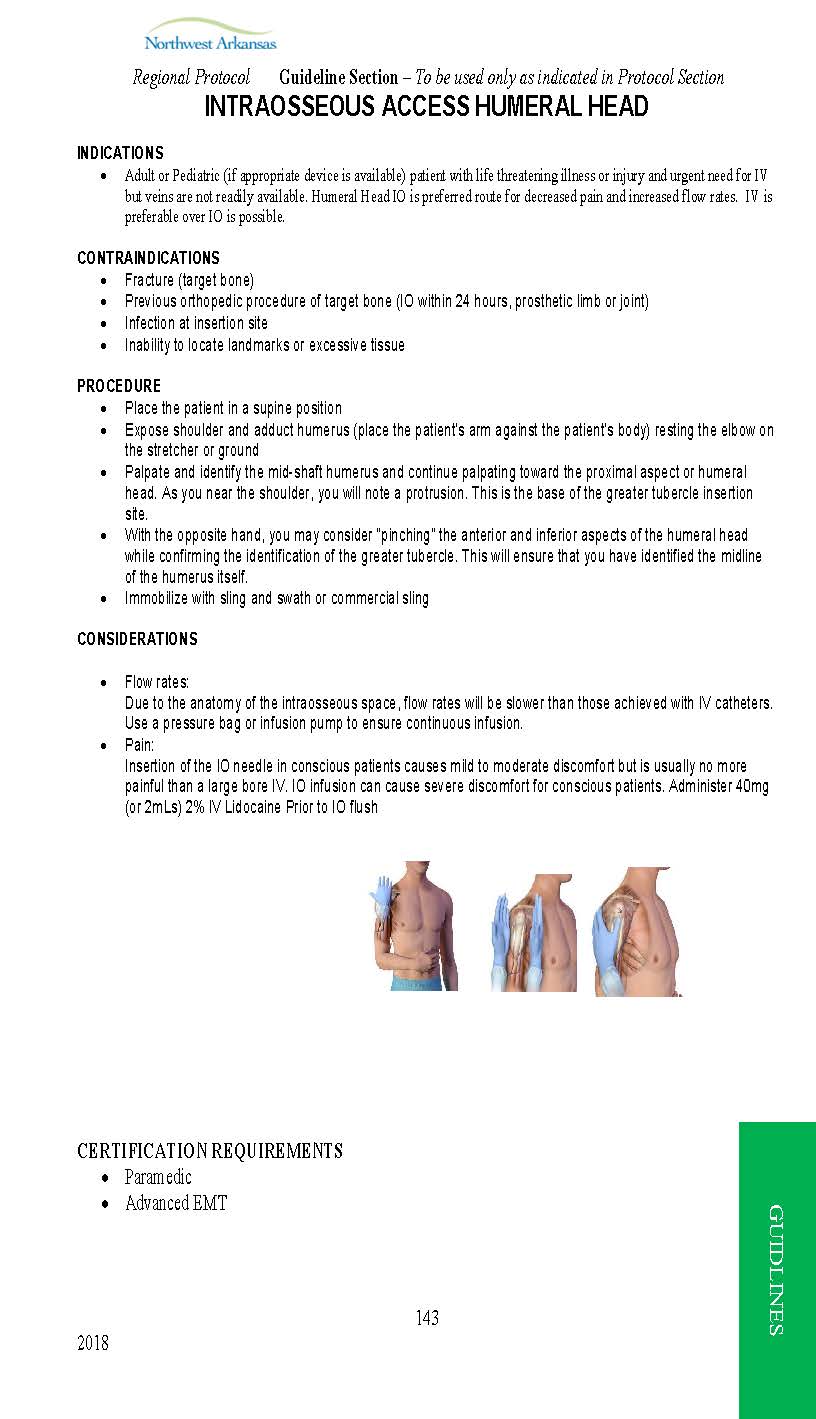 Northwest Arkansas
Regional Protocol Guideline Section – To be used only as indicated in Protocol Section
INTRAOSSEOUS ACCESS HUMERAL HEAD
INDICATIONS
• Adult or Pediatric (if appropriate device is available) patient with life threatening illness or injury and urgent need for IV
but veins are not readily available. Humeral Head IO is preferred route for decreased pain and increased flow rates. IV is
preferable over IO is possible.
CONTRAINDICATIONS
• Fracture (target bone)
• Previous orthopedic procedure of target bone (IO within 24 hours, prosthetic limb or joint)
• Infection at insertion site
• Inability to locate landmarks or excessive tissue
PROCEDURE
• Place the patient in a supine position
• Expose shoulder and adduct humerus (place the patient's arm against the patient's body) resting the elbow on
the stretcher or ground
• Palpate and identify the mid-shaft humerus and continue palpating toward the proximal aspect or humeral
head. As you near the shoulder, you will note a protrusion. This is the base of the greater tubercle insertion
site.
• With the opposite hand, you may consider "pinching" the anterior and inferior aspects of the humeral head
while confirming the identification of the greater tubercle. This will ensure that you have identified the midline
of the humerus itself.
• Immobilize with sling and swath or commercial sling
CONSIDERATIONS
• Flow rates:
Due to the anatomy of the intraosseous space, flow rates will be slower than those achieved with IV catheters.
Use a pressure bag or infusion pump to ensure continuous infusion.
• Pain:
Insertion of the IO needle in conscious patients causes mild to moderate discomfort but is usually no more
painful than a large bore IV. IO infusion can cause severe discomfort for conscious patients. Administer 40mg
(or 2mLs) 2% IV Lidocaine Prior to IO flush
CERTIFICATION REQUIREMENTS
• Paramedic
• Advanced EMT
GUIDLINES
143
2018